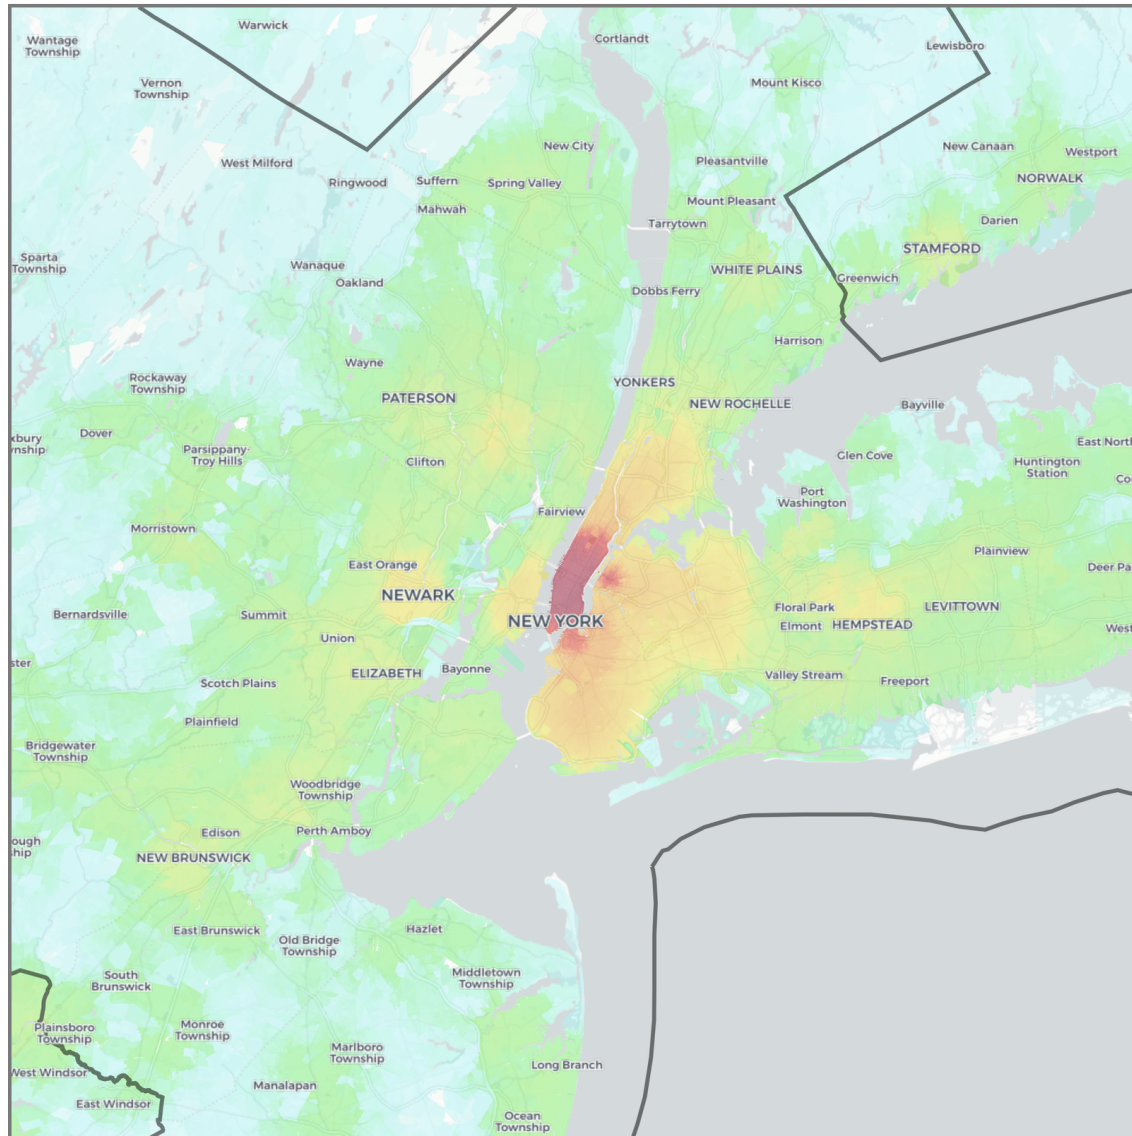 Warwick
Cortlandt
Wantage
Township
Lewisboro
Vernon
Township
Mount Kisco
New City
New Canaan
Westport
West Milford
Pleasantville
Ringwood
Suffern
Spring Valley
NORWALK
Mahwah
Mount Pleasant
Tarrytown
Darien
STAMFORD
Sparta
Township
Wanaque
WHITE PLAINS
Oakland
Greenwich
Dobbs Ferry
Harrison
Wayne
Rockaway
Township
YONKERS
PATERSON
NEW ROCHELLE
Bayville
Dover
xbury
nship
East North
Parsippany-
Troy Hills
Clifton
Glen Cove
Huntington
Station
Co
Port
Washington
Fairview
Morristown
Plainview
East Orange
Deer Pa
NEWARK
Bernardsville
Summit
Floral Park
LEVITTOWN
NEW YORK
Elmont
HEMPSTEAD
West
Union
ster
ELIZABETH
Bayonne
Valley Stream
Freeport
Scotch Plains
Plainfield
Bridgewater
Township
Woodbridge
Township
Edison
Perth Amboy
ough
ship
NEW BRUNSWICK
East Brunswick
Hazlet
Old Bridge
Township
South
Brunswick
Middletown
Township
Plainsboro
Township
Monroe
Township
Marlboro
Township
Long Branch
West Windsor
Manalapan
East Windsor
Ocean
Township